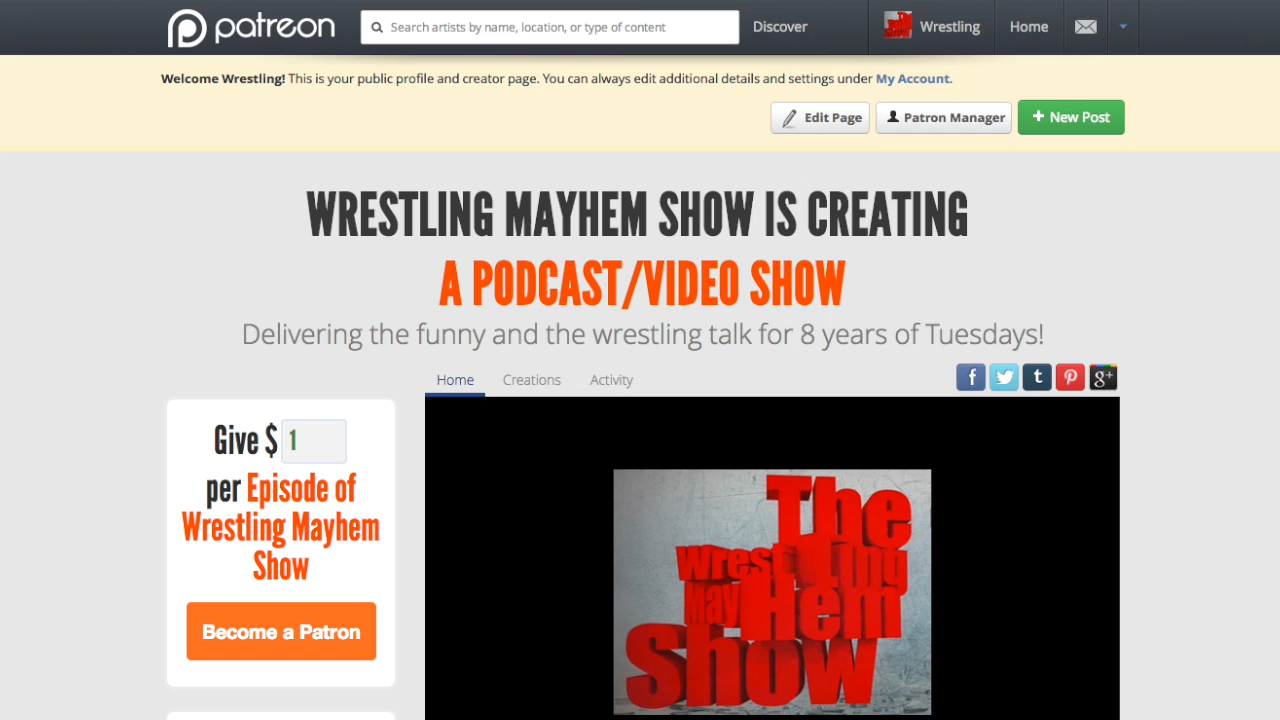 patreon
Search artists by name, location, or type of content
Discover
Wrestling
Home
Welcome Wrestling! This is your public profile and creator page. You can always edit additional details and settings under My Account.
Edit Page
Patron Manager
+ New Post
WRESTLING MAYHEM SHOW IS CREATING
A PODCAST/VIDEO SHOW
Delivering the funny and the wrestling talk for 8 years of Tuesdays!
Home
Creations
Activity
f
t
g+
Give $ 1
per Episode of
Wrestling Mayhem
Show
Become a Patron
The
Wrestling
MayHem
Show